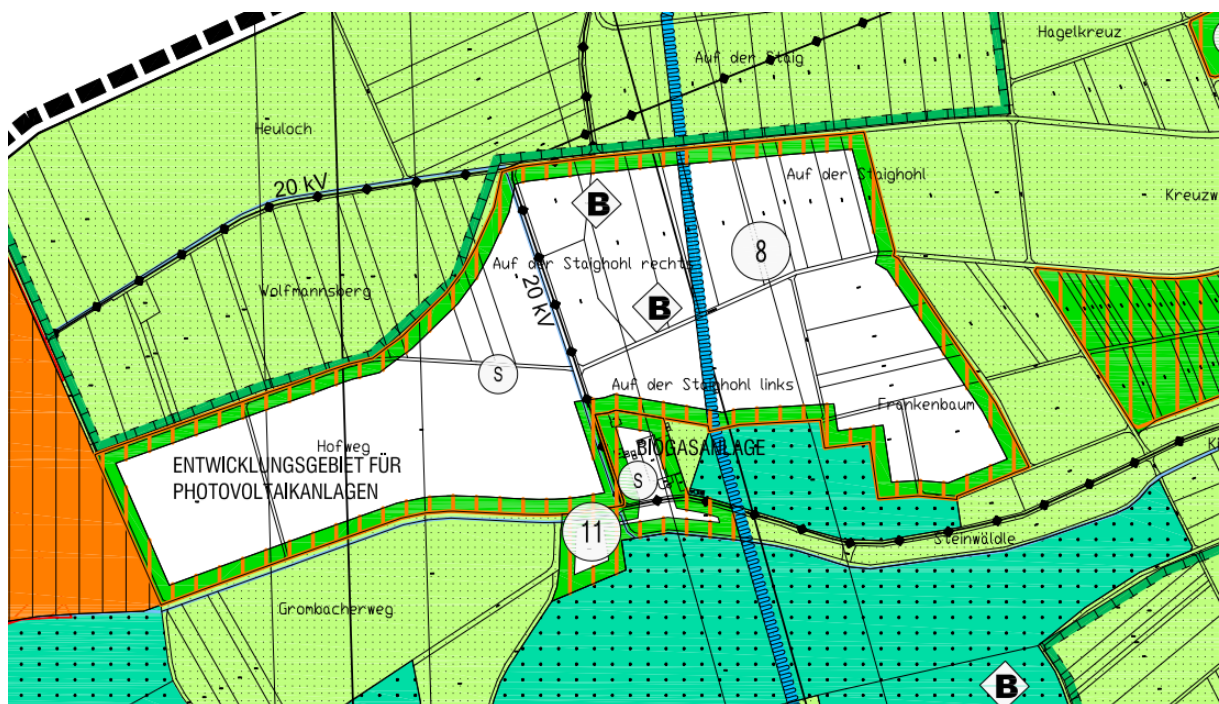 Hagelkreuz
Auf der Staig
Heuloch
20 kV
Auf der Staighohl
B
Kreuzw
8
Auf der Staighohl rechts
Wolfmannsberg
20 kV
B
S
Auf der Staighohl links
Frankenbaum
Hofweg
BIOGASANLAGE
ENTWICKLUNGSGEBIET FÜR
PHOTOVOLTAIKANLAGEN
S
11
Steinwäldle
Grombacherweg
B